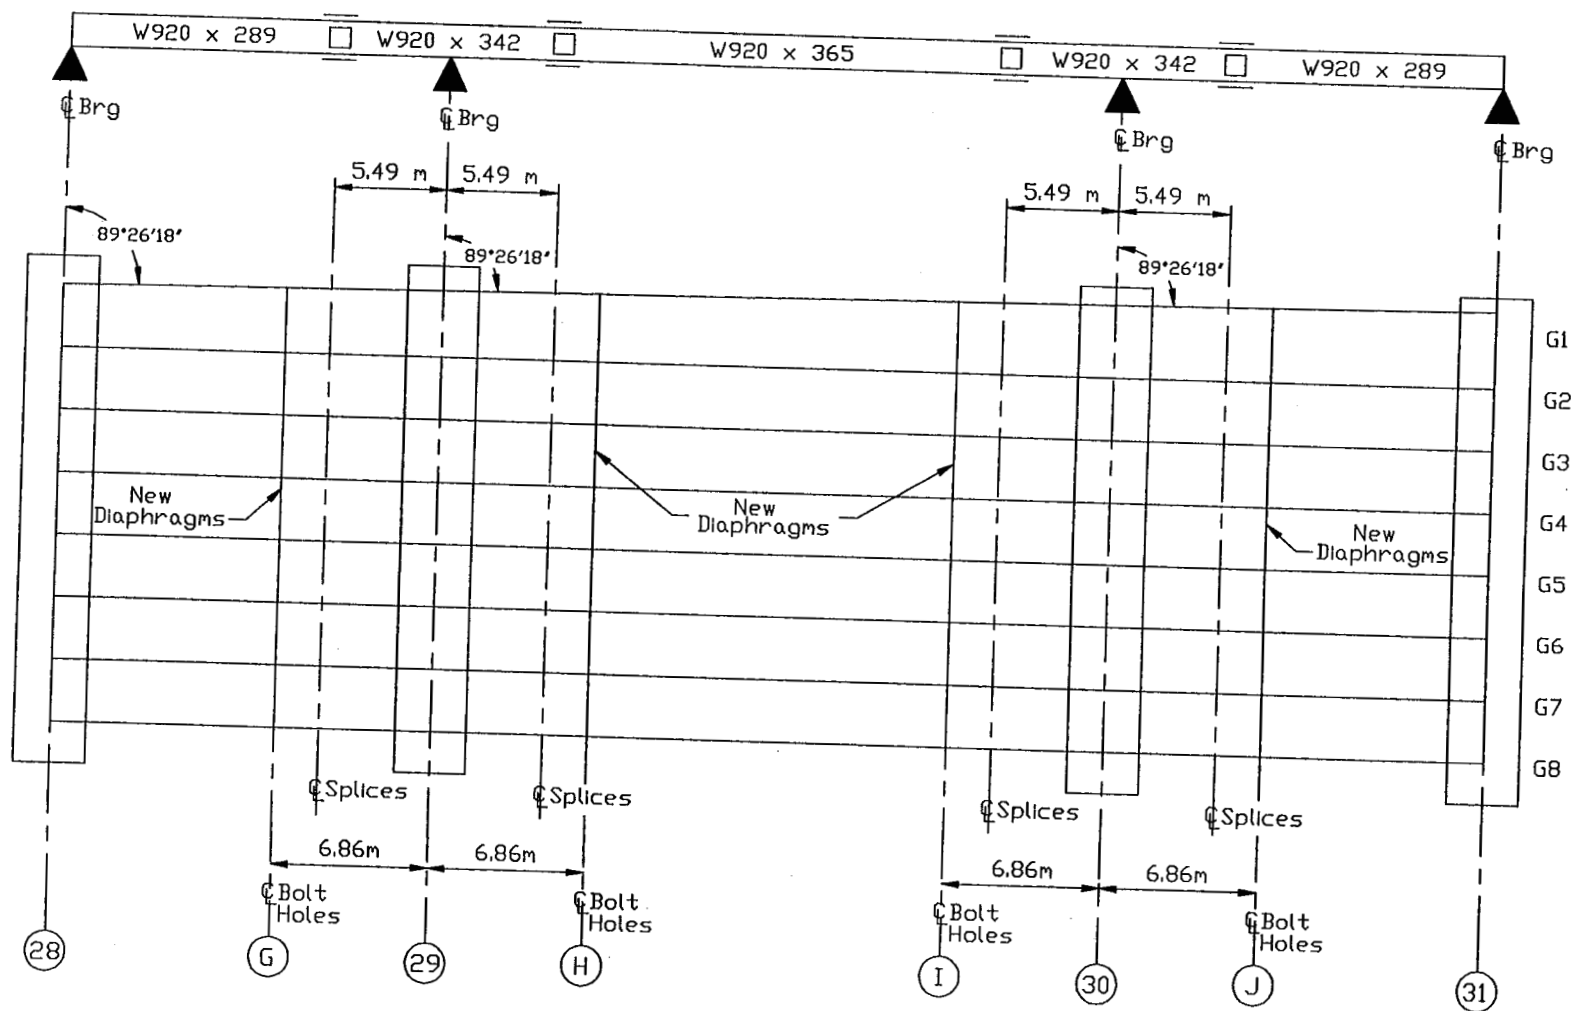 W920 x 289
W920 x 342
W920 x 365
W920 x 342
W920 x 289
℄ Brg
℄ Brg
℄ Brg
℄ Brg
5.49 m
5.49 m
5.49 m
5.49 m
89°26'18"
89°26'18"
89°26'18"
G1
G2
G3
G4
G5
G6
G7
G8
New
Diaphragms
New
Diaphragms
New
Diaphragms
℄ Splices
℄ Splices
℄ Splices
℄ Splices
6.86m
6.86m
6.86m
6.86m
℄ Bolt
Holes
℄ Bolt
Holes
℄ Bolt
Holes
℄ Bolt
Holes
28
G
29
H
I
30
J
31